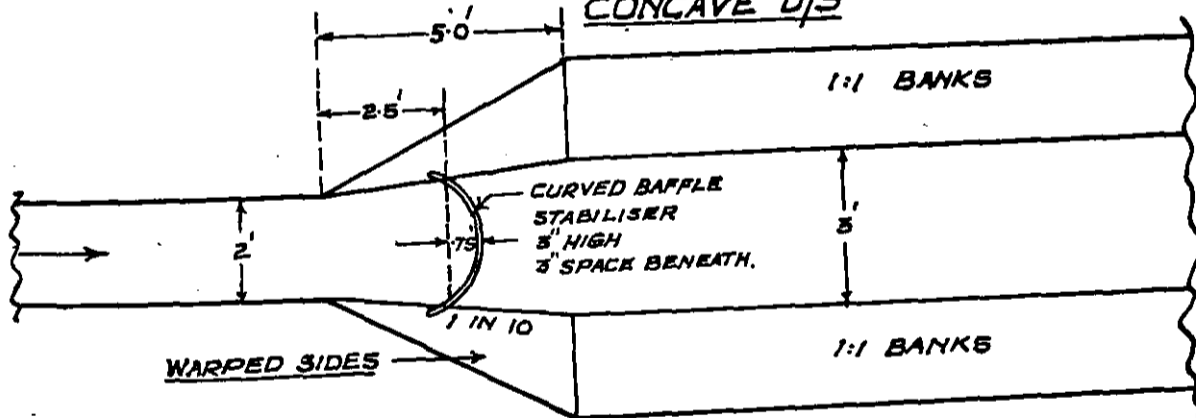 CONCAVE D/S
5·0'
2·5'
1:1 BANKS
CURVED BAFFLE
STABILISER
3" HIGH
3" SPACE BENEATH.
2'
·75'
3'
1 IN 10
WARPED SIDES
1:1 BANKS